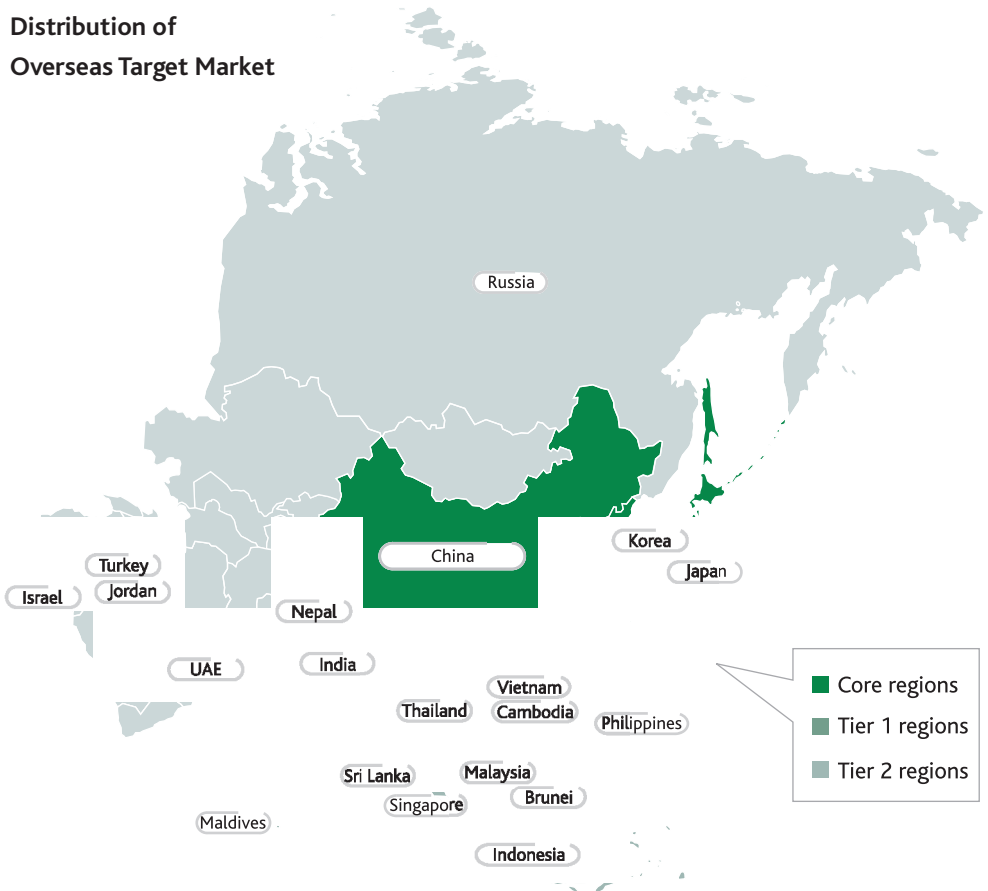 Distribution of
Overseas Target Market
Russia
China
Korea
Japan
Turkey
Jordan
Israel
Nepal
UAE
India
Vietnam
Thailand
Cambodia
Philippines
Sri Lanka
Malaysia
Singapore
Brunei
Maldives
Indonesia
Core regions
Tier 1 regions
Tier 2 regions